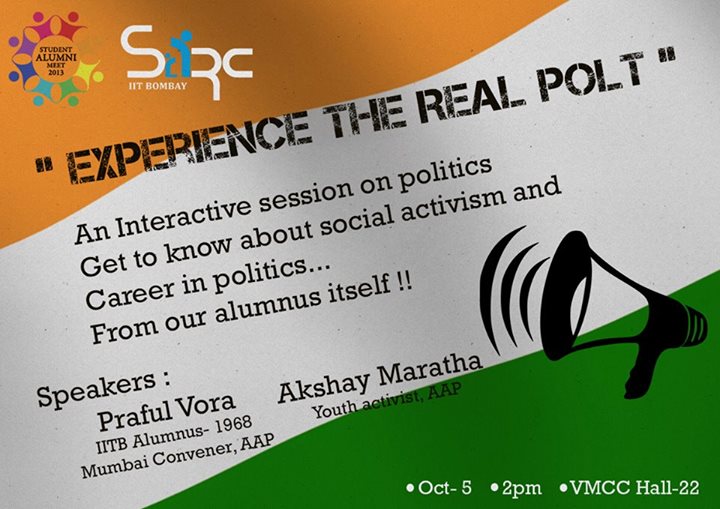 STUDENT
ALUMNI
MEET
2013
SARC
IIT BOMBAY
" EXPERIENCE THE REAL POLT "
An Interactive session on politics
Get to know about social activism and
Career in politics...
From our alumnus itself !!
Speakers :
Praful Vora
IITB Alumnus- 1968
Mumbai Convener, AAP
Akshay Maratha
Youth activist, AAP
•Oct- 5 •2pm •VMCC Hall-22